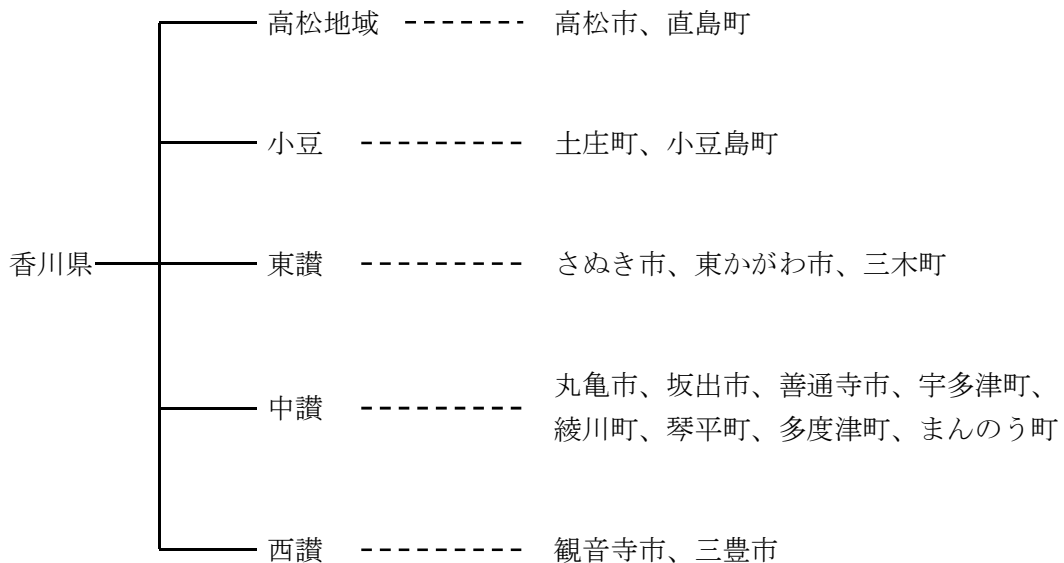 高松地域 高松市、直島町
小豆 土庄町、小豆島町
香川県 東讃 さぬき市、東かがわ市、三木町
中讃 丸亀市、坂出市、善通寺市、宇多津町、
綾川町、琴平町、多度津町、まんのう町
西讃 観音寺市、三豊市